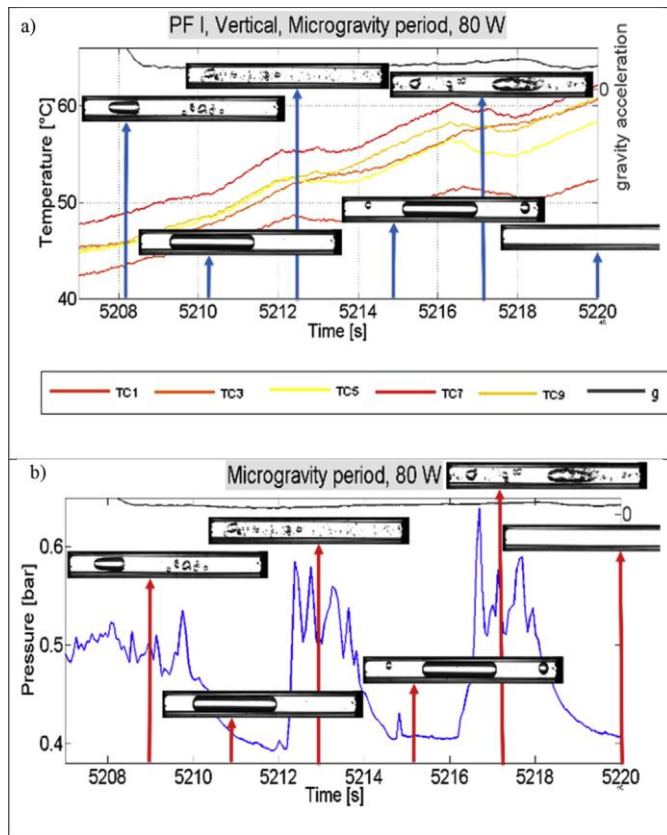 a)
PF I, Vertical, Microgravity period, 80 W
Temperature [°C]
60
50
40
0
gravity acceleration
5208 5210 5212 5214 5216 5218 5220
Time [s]
TC1 TC3 TC5 TC7 TC9 g
b)
Microgravity period, 80 W
Pressure [bar]
0.6
0.5
0.4
0
5208 5210 5212 5214 5216 5218 5220
Time [s]